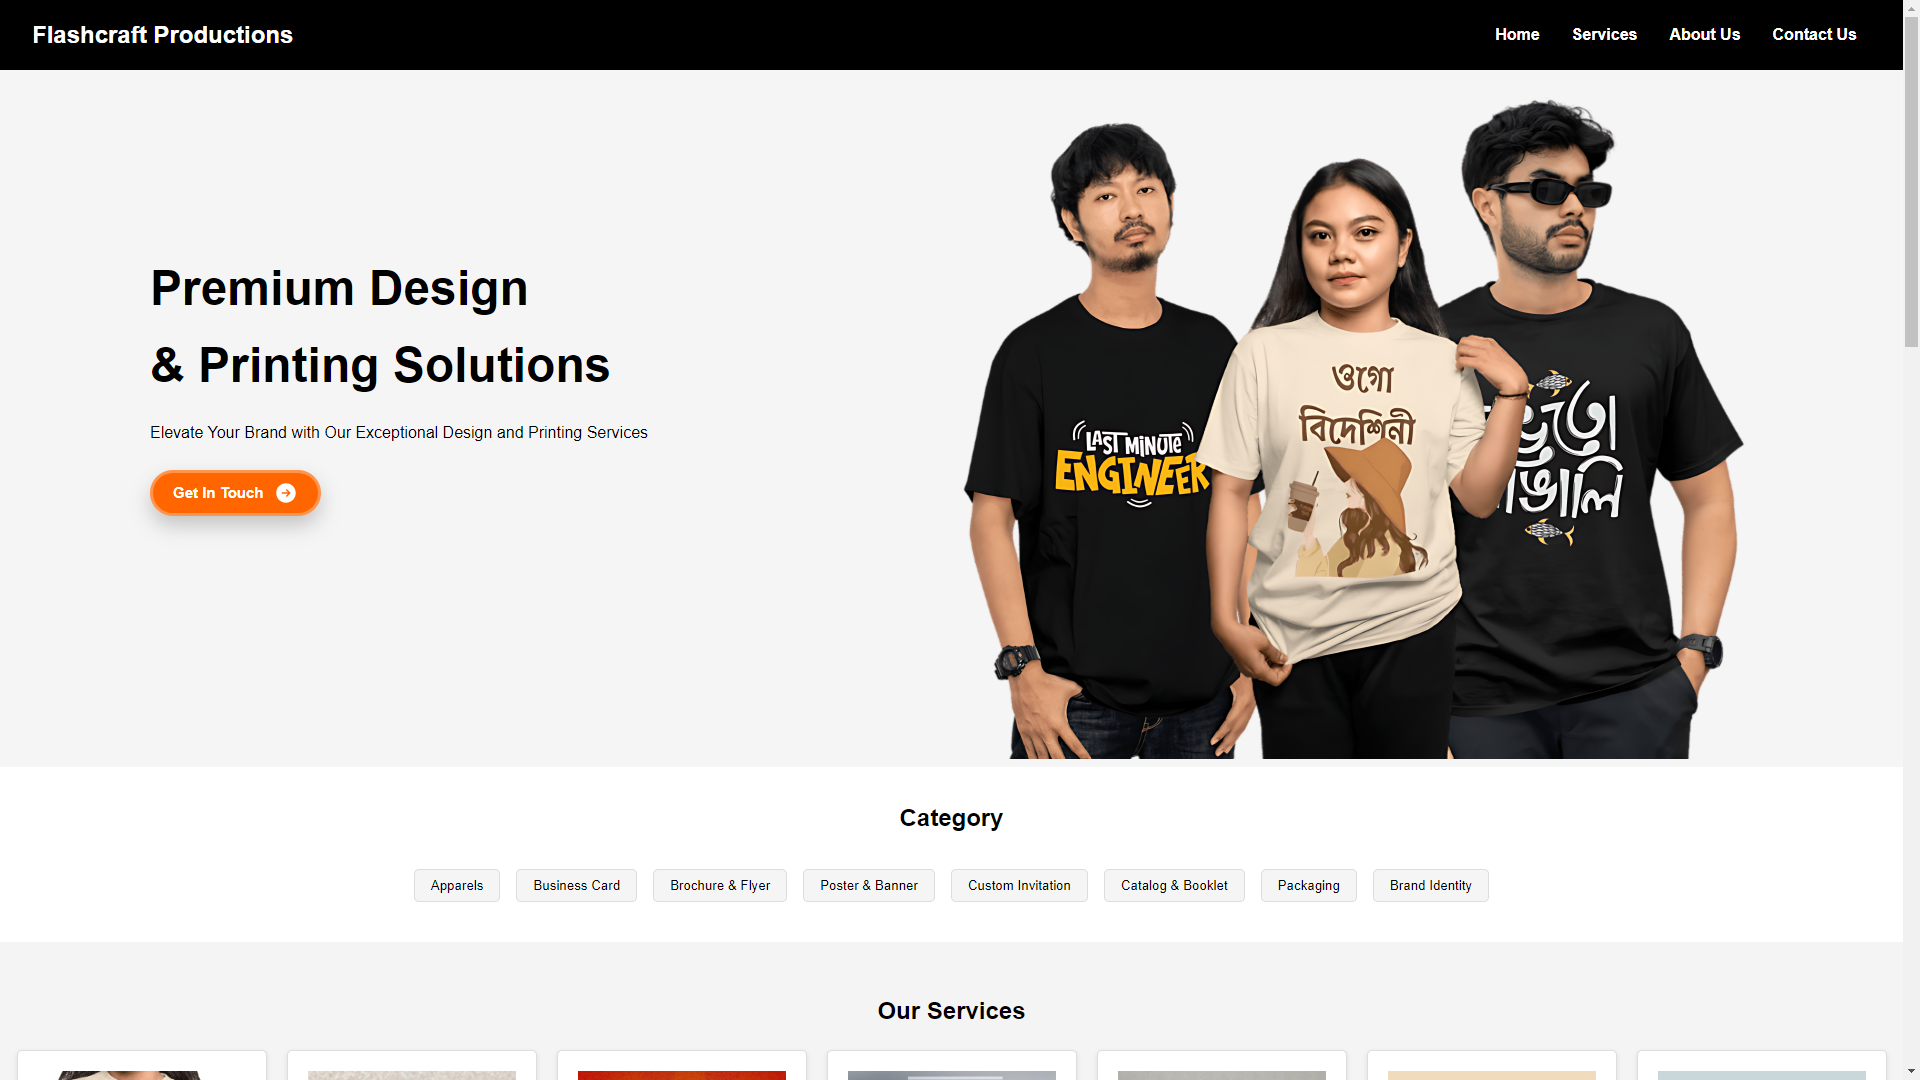 Flashcraft Productions
Home Services About Us Contact Us
Premium Design
& Printing Solutions
Elevate Your Brand with Our Exceptional Design and Printing Services
Get In Touch
LAST MINUTE
ENGINEER
ওগো
বিদেশিনী
Category
Apparels Business Card Brochure & Flyer Poster & Banner Custom Invitation Catalog & Booklet Packaging Brand Identity
Our Services